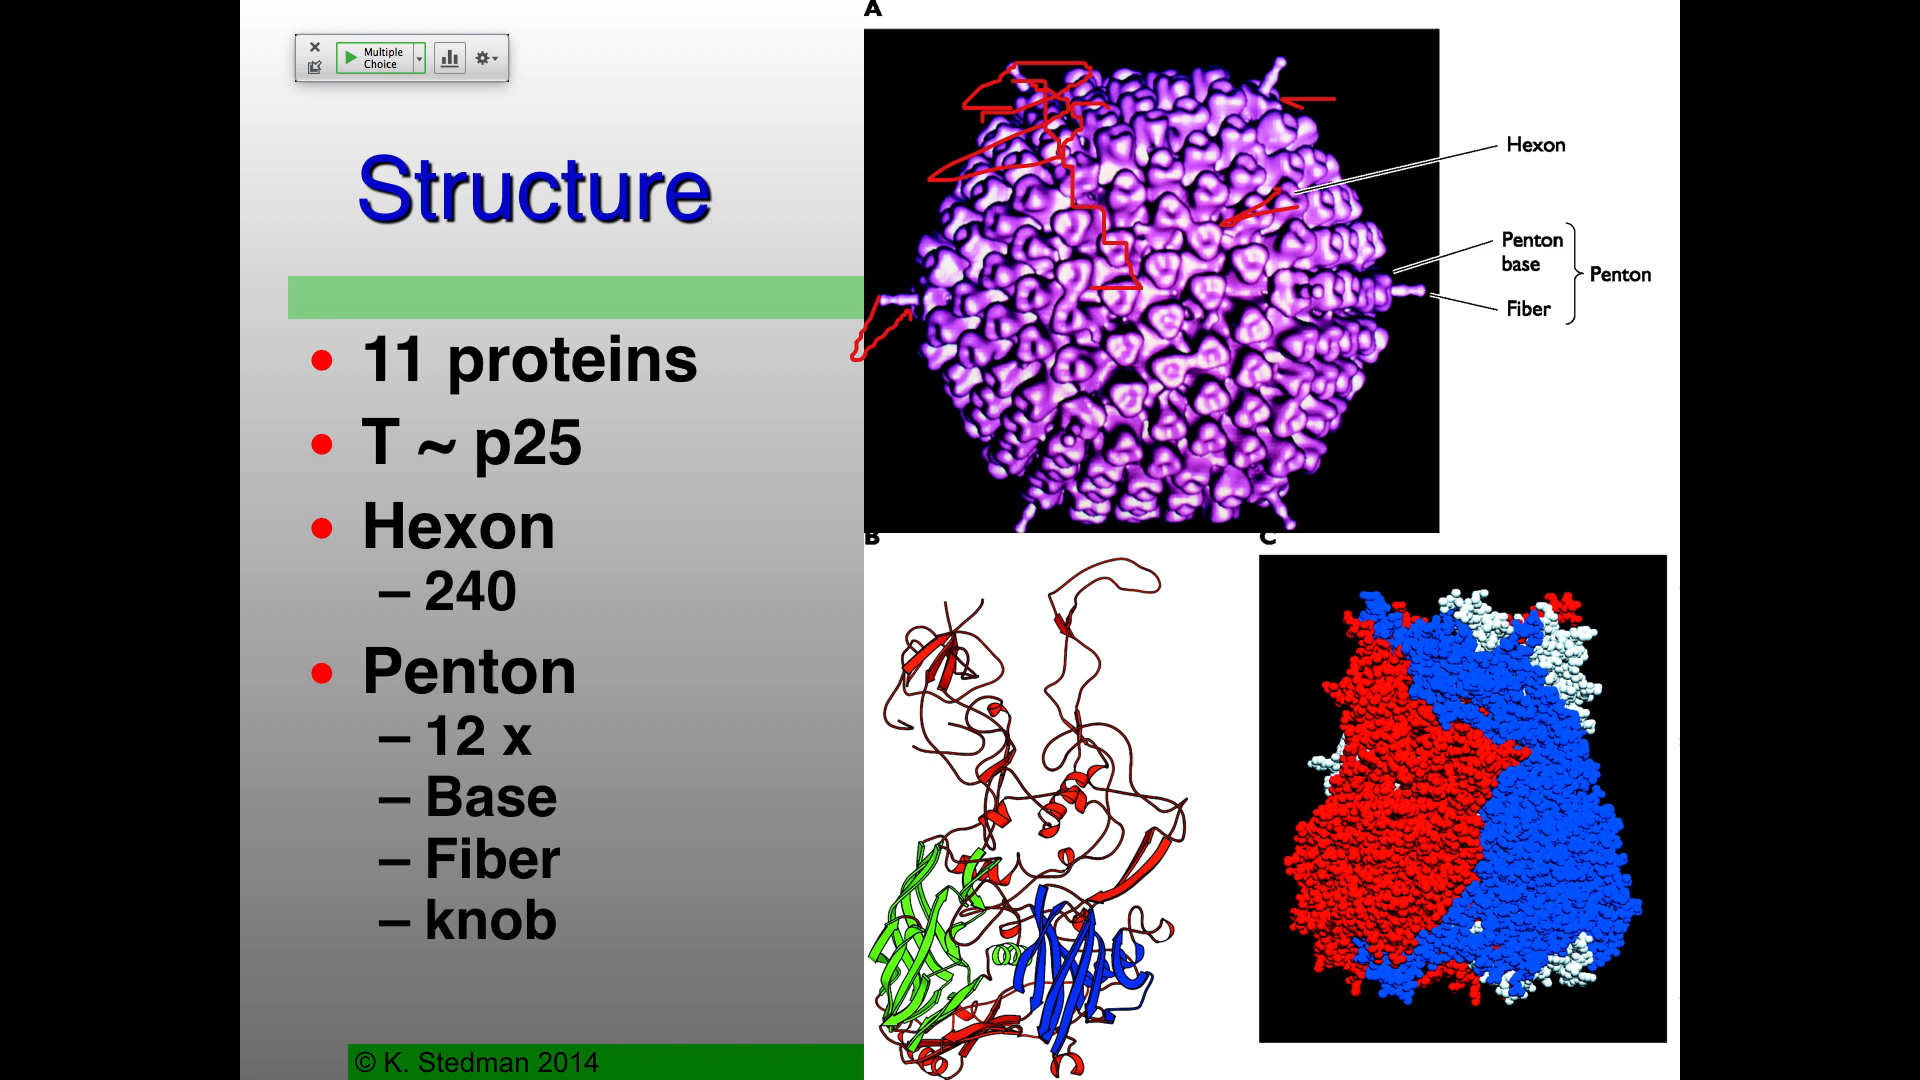 Multiple
Choice
Structure
11 proteins
T ~ p25
Hexon
– 240
Penton
– 12 x
– Base
– Fiber
– knob
© K. Stedman 2014
A
Hexon
Penton
base
Fiber
Penton
B
C